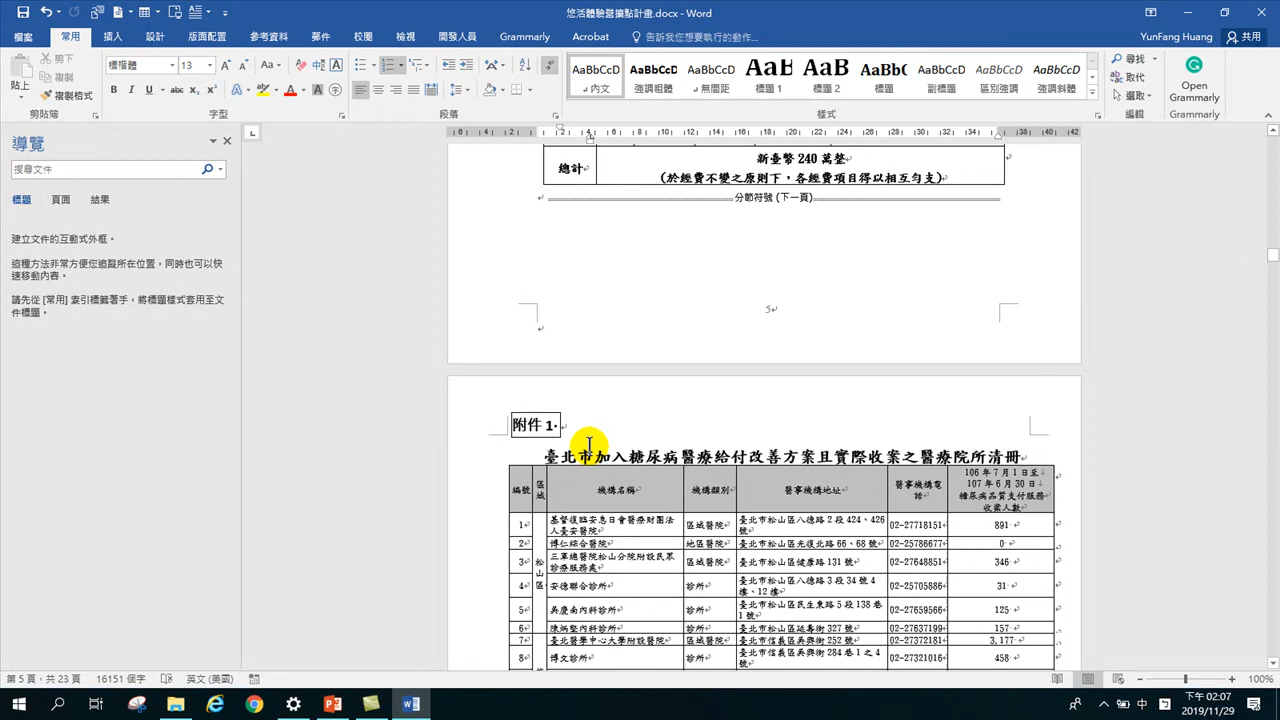 悠活體驗營擴點計畫.docx - Word
檔案 常用 插入 設計 版面配置 參考資料 郵件 校閱 檢視 開發人員 Grammarly Acrobat 告訴我您想要執行的動作... YunFang Huang 共用
貼上 剪下 複製 複製格式
標楷體 13
AaBbCcD AaBbCc AaBbCcD AaB AaB AaBb( AaBbCcD AaBbCcD AaBbCc
內文 強調粗體 無間距 標題 1 標題 2 標題 副標題 區別強調 強調斜體
尋找 取代 選取
Open Grammarly
剪貼簿 字型 段落 樣式 編輯 Grammarly
導覽
搜尋文件
標題 頁面 結果
建立文件的互動式外框。
這種方法非常方便您追蹤所在位置，同時也可以快
速移動內容。
請先從 [常用] 索引標籤著手，將標題樣式套用至文
件標題。
6 4 2 2 4 6 8 10 12 14 16 18 20 22 24 26 28 30 32 34 38 40 42
總計 新臺幣 240 萬整
(於經費不變之原則下，各經費項目得以相互勻支)
分節符號 (下一頁)
5
附件 1
臺北市加入糖尿病醫療給付改善方案且實際收案之醫療院所清冊
編號 區域 機構名稱 機構類別 醫事機構地址 醫事機構電話 106 年 7 月 1 日至
107 年 6 月 30 日
糖尿病品質支付服務
收案人數
松山區
1 基督復臨安息日會醫療財團法人臺安醫院 區域醫院 臺北市松山區八德路 2 段 424、426 號 02-27718151 891
2 博仁綜合醫院 地區醫院 臺北市松山區光復北路 66、68 號 02-25786677 0
3 三軍總醫院松山分院附設民眾診療服務處 區域醫院 臺北市松山區健康路 131 號 02-27648851 346
4 安德聯合診所 診所 臺北市松山區八德路 3 段 34 號 4 樓、12 樓 02-25705886 31
5 吳慶南內科診所 診所 臺北市松山區民生東路 5 段 138 巷 1 號 02-27659566 125
6 陳炳堅內科診所 診所 臺北市松山區延壽街 327 號 02-27637199 157
7 臺北醫學中心大學附設醫院 區域醫院 臺北市信義區吳興街 252 號 02-27372181 3,177
8 博文診所 診所 臺北市信義區吳興街 284 巷 1 之 4 號 02-27321016 458
第 5 頁，共 23 頁 16151 個字 英文 (美國) 100%
中 下午 02:07
2019/11/29